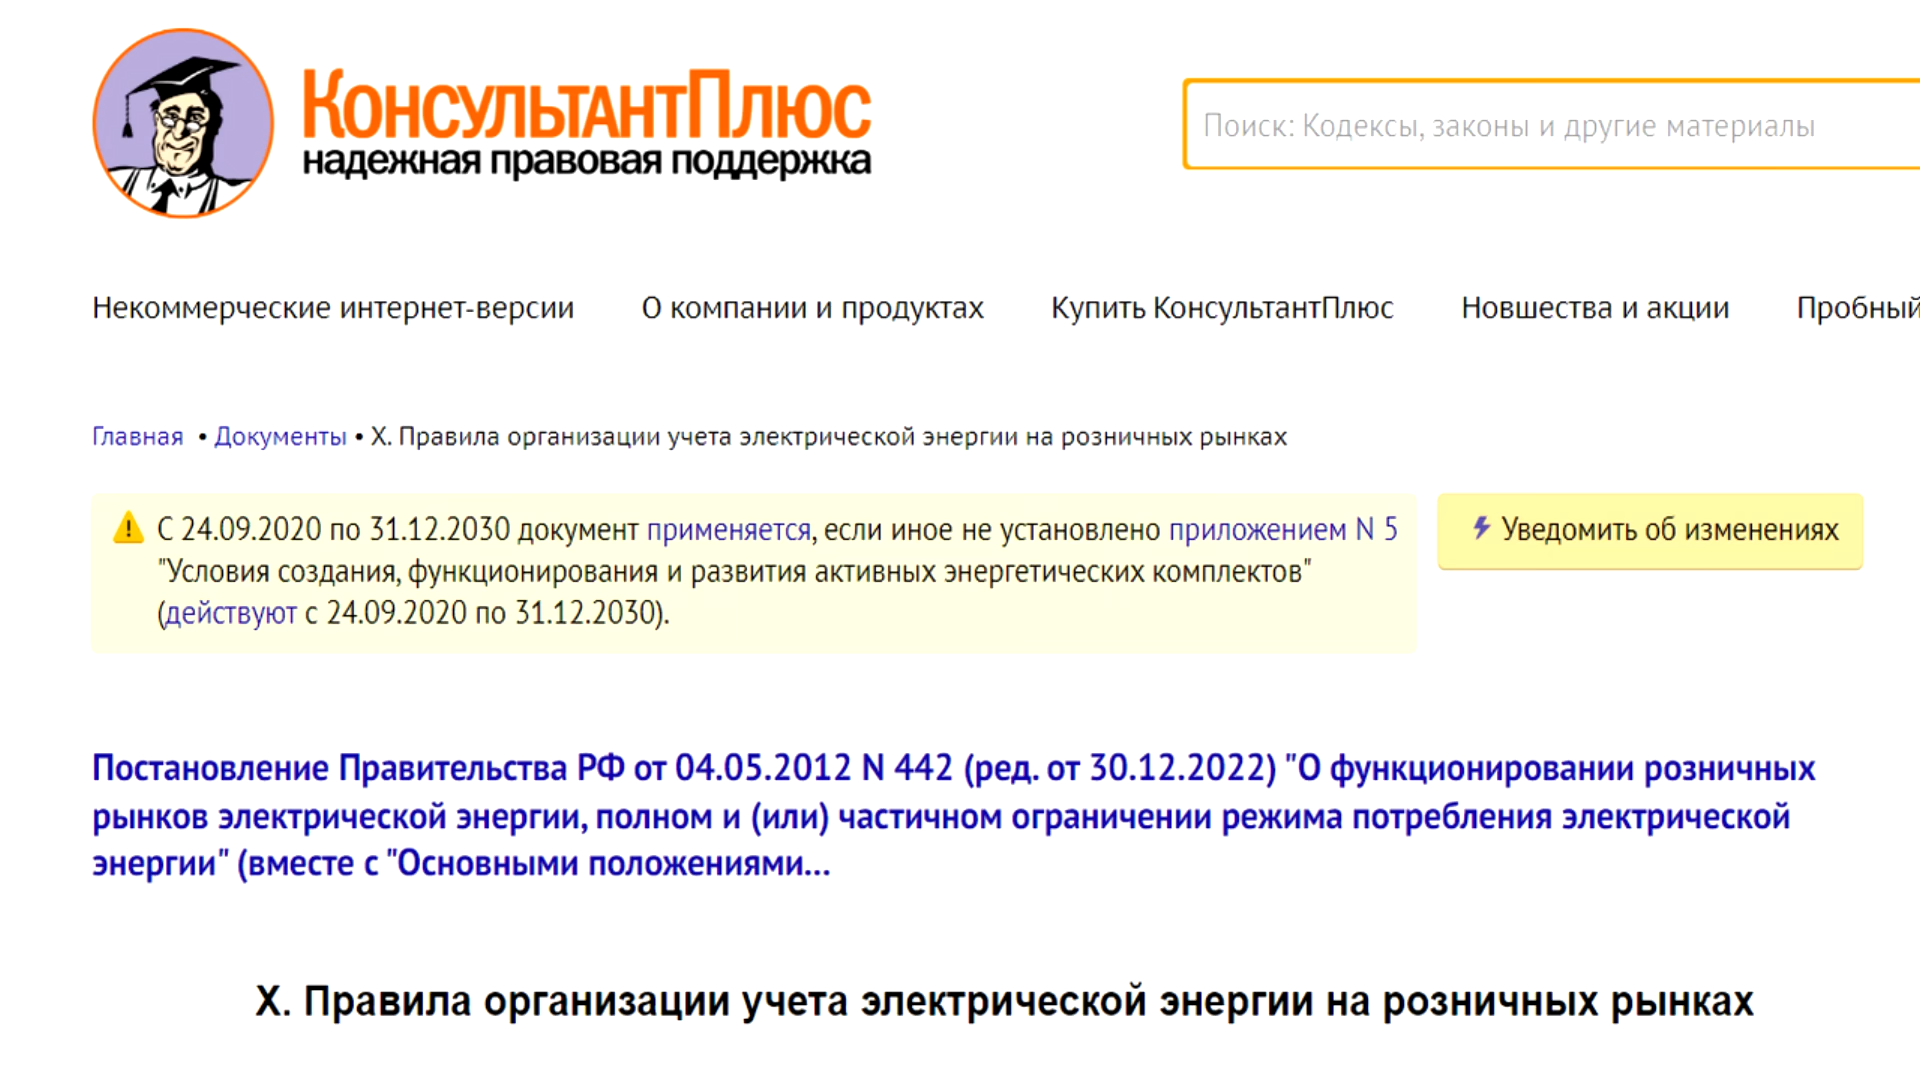 КонсультантПлюс
надежная правовая поддержка
Поиск: Кодексы, законы и другие материалы
Некоммерческие интернет-версии О компании и продуктах Купить КонсультантПлюс Новшества и акции Пробный
Главная • Документы • X. Правила организации учета электрической энергии на розничных рынках
С 24.09.2020 по 31.12.2030 документ применяется, если иное не установлено приложением N 5
"Условия создания, функционирования и развития активных энергетических комплектов"
(действуют с 24.09.2020 по 31.12.2030).
Уведомить об изменениях
Постановление Правительства РФ от 04.05.2012 N 442 (ред. от 30.12.2022) "О функционировании розничных
рынков электрической энергии, полном и (или) частичном ограничении режима потребления электрической
энергии" (вместе с "Основными положениями...
X. Правила организации учета электрической энергии на розничных рынках